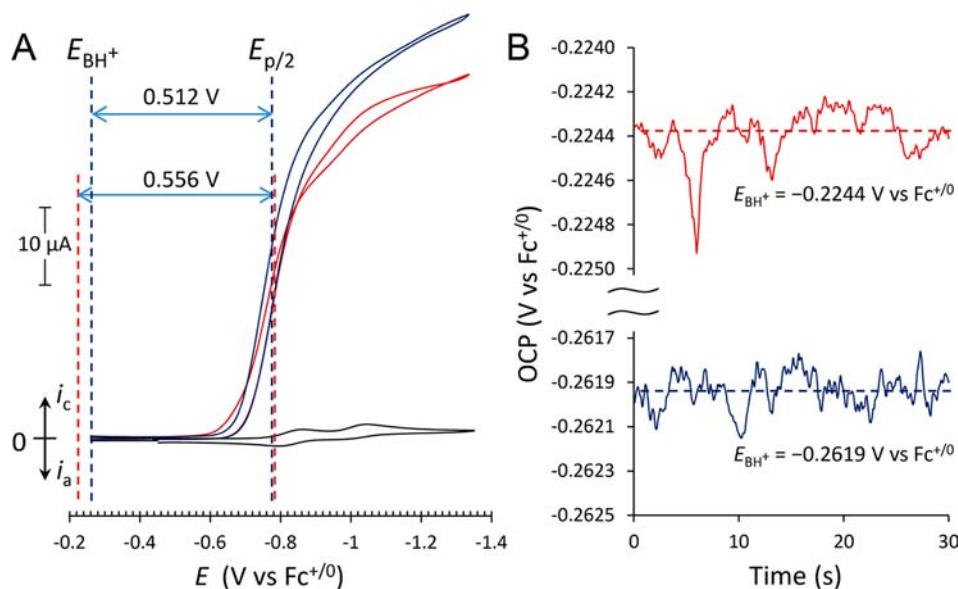 A
E_BH⁺
E_p/2
0.512 V
0.556 V
10 µA
i_c
0
i_a
-0.2 -0.4 -0.6 -0.8 -1 -1.2 -1.4
E (V vs Fc⁺/⁰)
B
OCP (V vs Fc⁺/⁰)
-0.2240
-0.2242
-0.2244
-0.2246
-0.2248
-0.2250
E_BH⁺ = −0.2244 V vs Fc⁺/⁰
-0.2617
-0.2619
-0.2621
-0.2623
-0.2625
E_BH⁺ = −0.2619 V vs Fc⁺/⁰
0 10 20 30
Time (s)